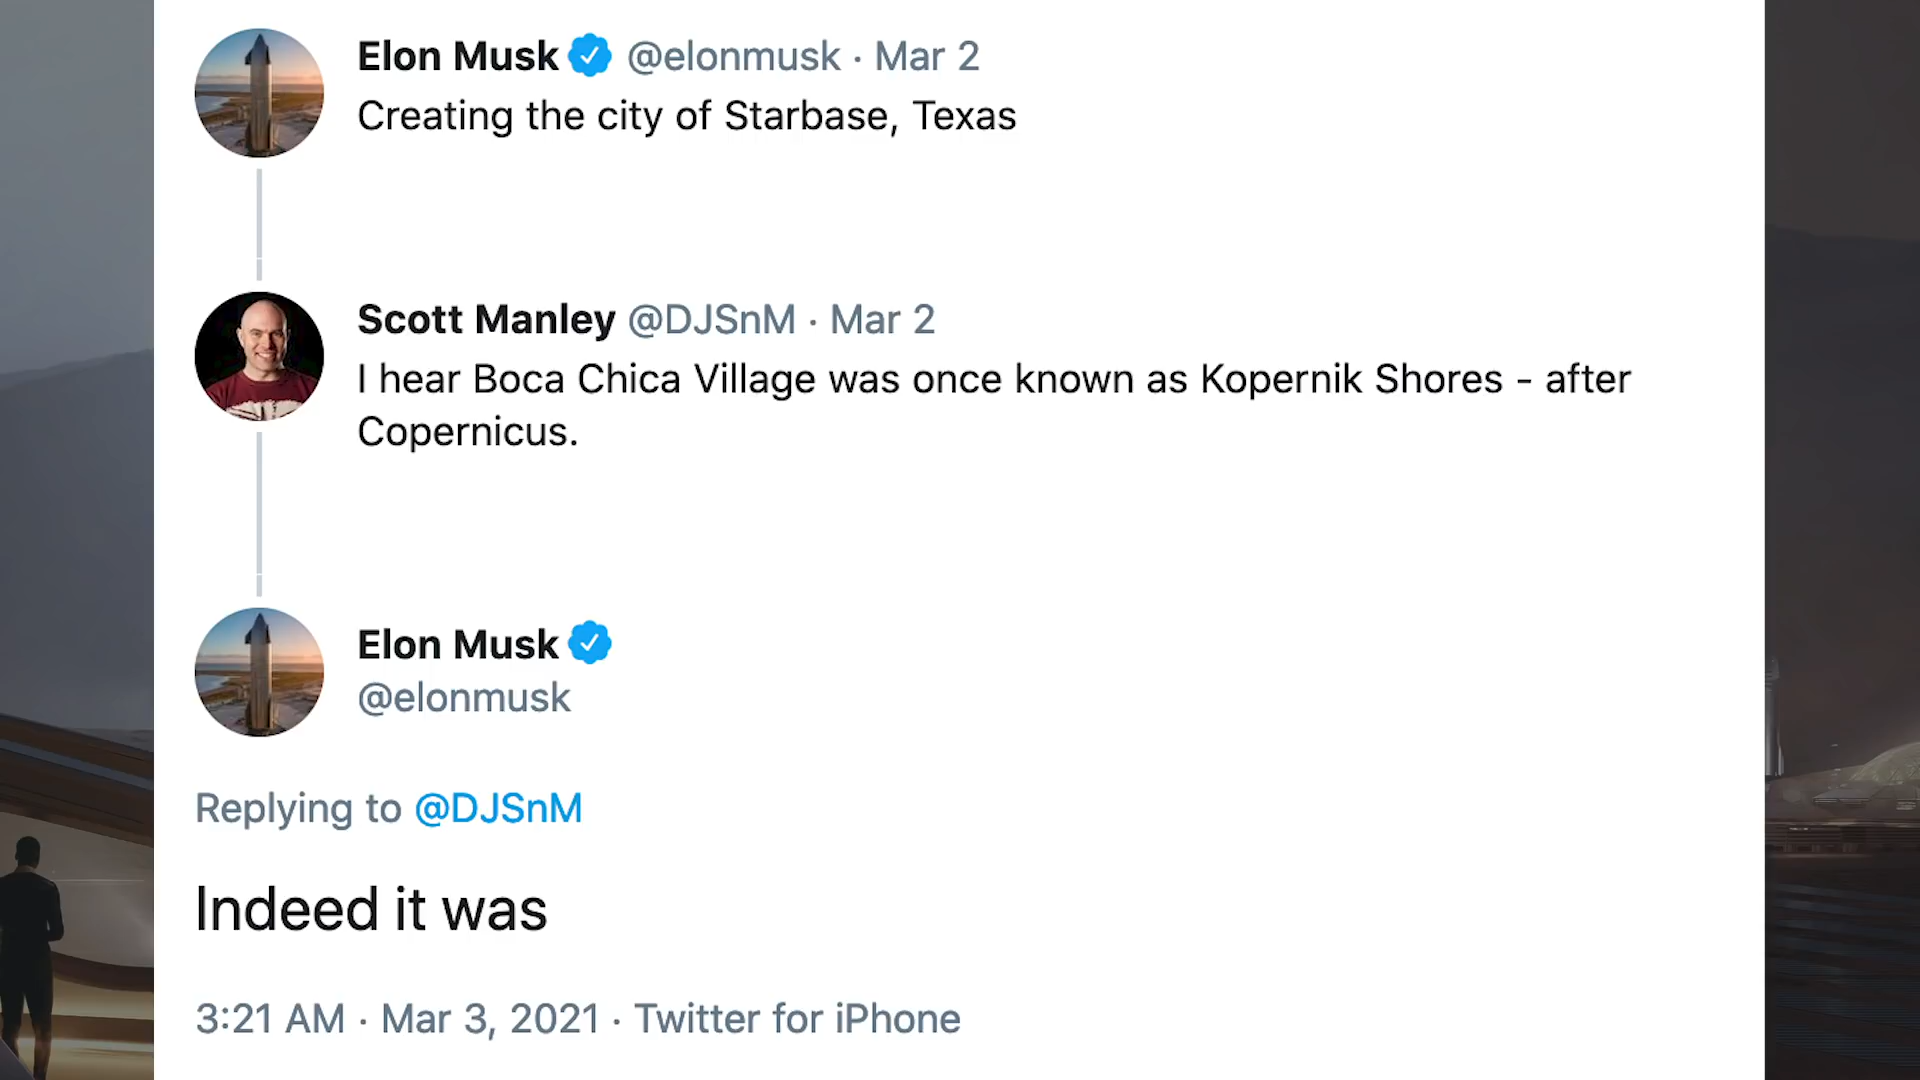 Elon Musk @elonmusk · Mar 2
Creating the city of Starbase, Texas
Scott Manley @DJSnM · Mar 2
I hear Boca Chica Village was once known as Kopernik Shores - after
Copernicus.
Elon Musk
@elonmusk
Replying to @DJSnM
Indeed it was
3:21 AM · Mar 3, 2021 · Twitter for iPhone